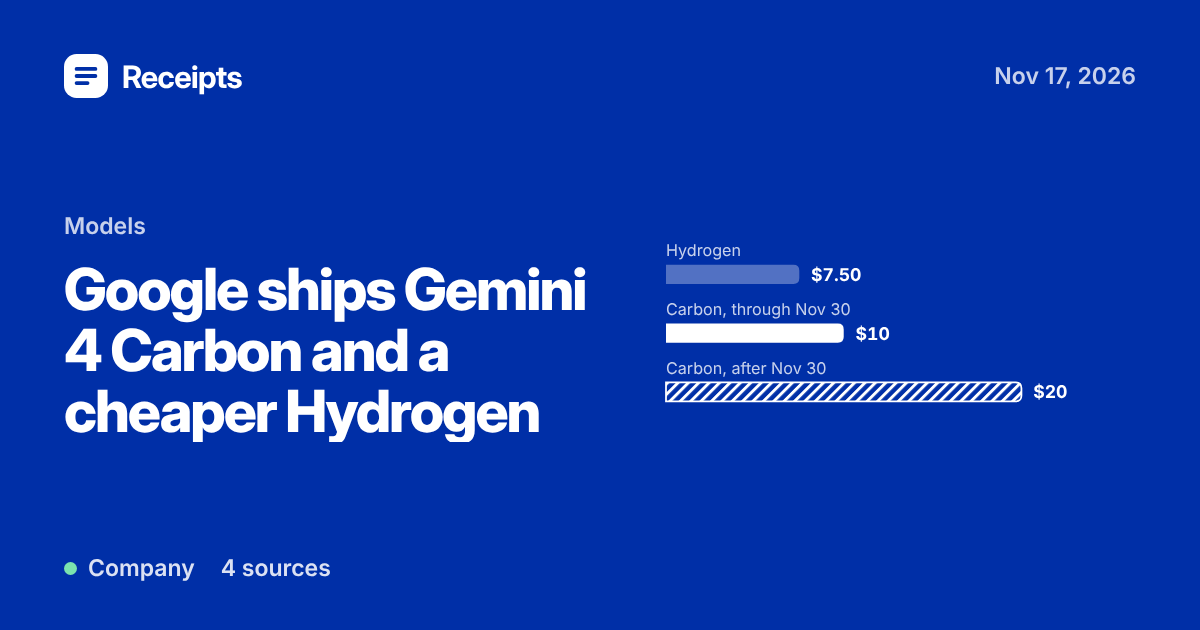 Receipts
Nov 17, 2026
Models
Google ships Gemini
4 Carbon and a
cheaper Hydrogen
Hydrogen
$7.50
Carbon, through Nov 30
$10
Carbon, after Nov 30
$20
Company
4 sources